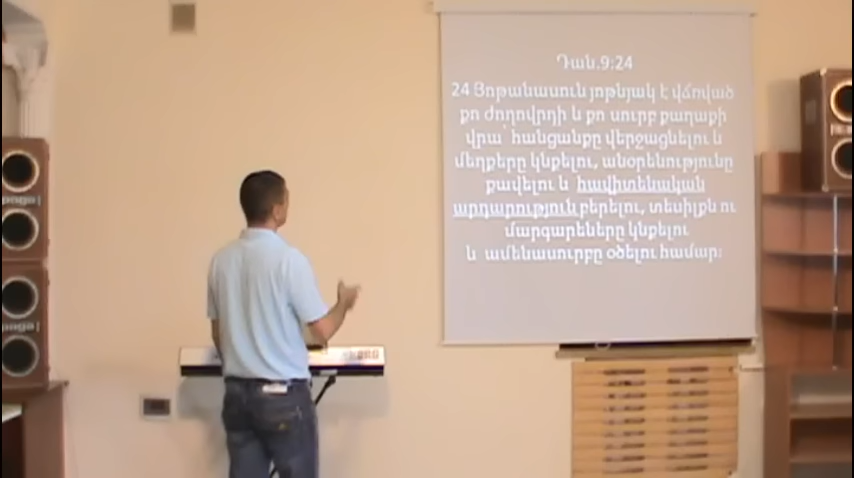 Դան.9:24
24 Յոթանասուն յոթնյակ է վճռված
քո ժողովրդի և քո սուրբ քաղաքի
վրա՝ հանցանքը վերջացնելու և
մեղքերը կնքելու, անօրենությունը
քավելու և հավիտենական
արդարություն բերելու, տեսիլքն ու
մարգարեները կնքելու
և ամենասուրբը օծելու համար։